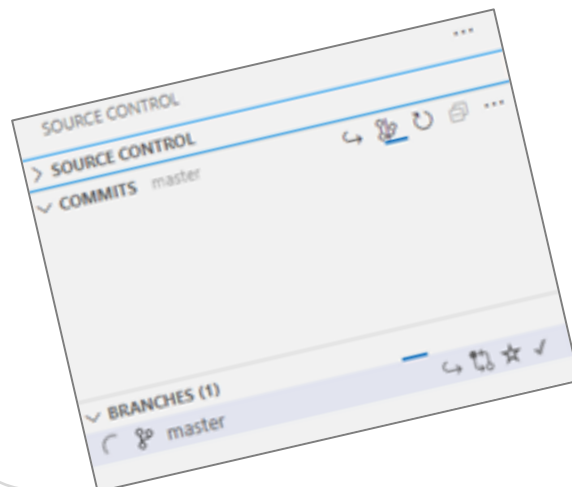 SOURCE CONTROL
SOURCE CONTROL
COMMITS master
BRANCHES (1)
master